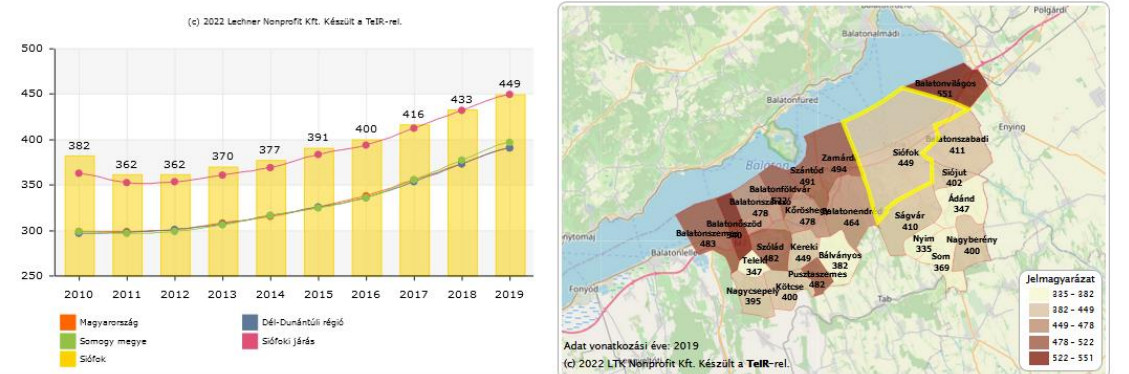 (c) 2022 Lechner Nonprofit Kft. Készült a TeIR-rel.
500
450
400
350
300
250
382
362
362
370
377
391
400
416
433
449
2010 2011 2012 2013 2014 2015 2016 2017 2018 2019
Magyarország
Somogy megye
Siófok
Dél-Dunántúli régió
Siófoki járás
Polgárdi
Balatonalmádi
Balatonvilágos
551
Balatonfüred
Enying
Balatonszabadi
411
Siófok
449
Siójut
402
Balaton
Zamárdi
494
Szántód
491
Ádánd
347
Balatonföldvár
522
Balatonszárszó
478
Kőröshegy
478
Balatonendréd
464
Ságvár
410
Balatonőszöd
Balatonszemes
483
Nyim
335
Nagyberény
400
Som
369
Szólád
482
Kereki
449
Bálványos
382
Balatonlelle
Teleki
347
Pusztaszemes
482
Nagycsepely
395
Kötcse
400
Fonyód
Tab
Jelmagyarázat
335 - 382
382 - 449
449 - 478
478 - 522
522 - 551
Adat vonatkozási éve: 2019
(c) 2022 LTK Nonprofit Kft. Készült a TeIR-rel.